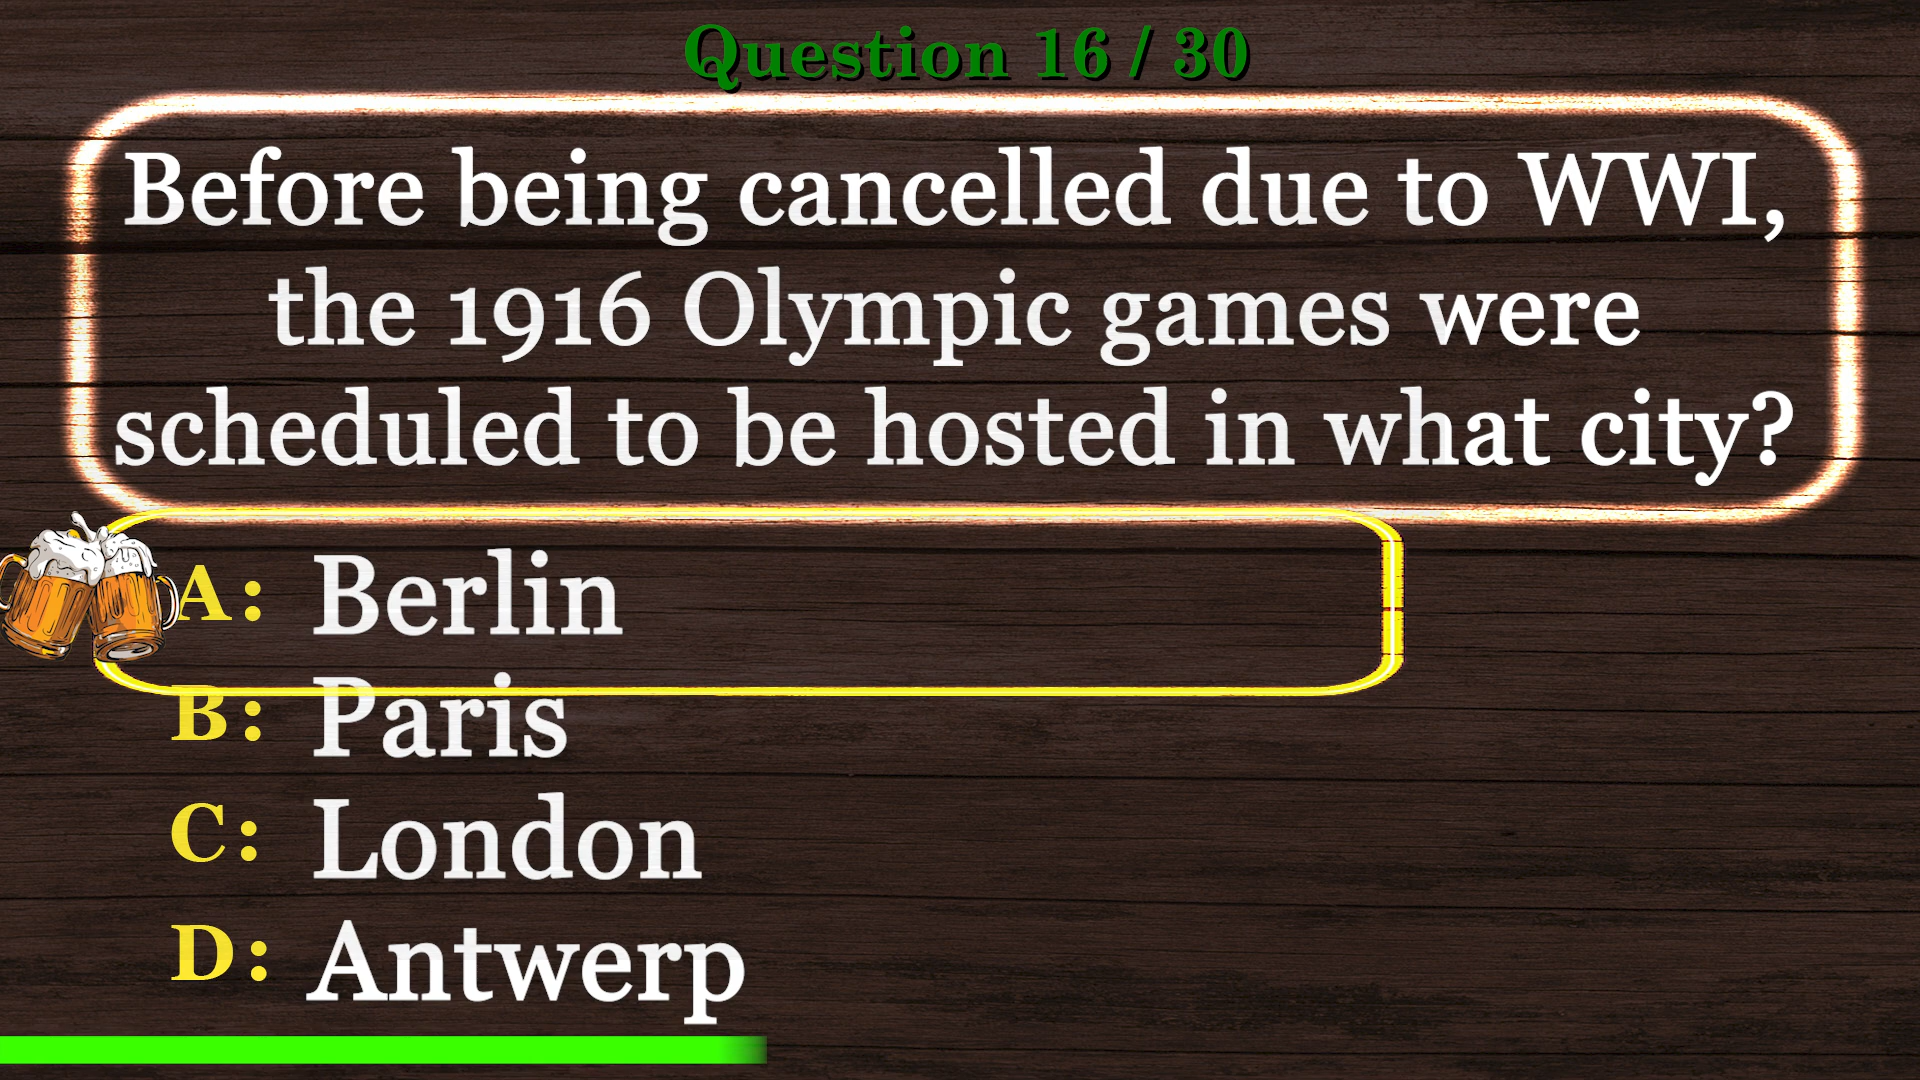 Question 16 / 30
Before being cancelled due to WWI,
the 1916 Olympic games were
scheduled to be hosted in what city?
A: Berlin
B: Paris
C: London
D: Antwerp